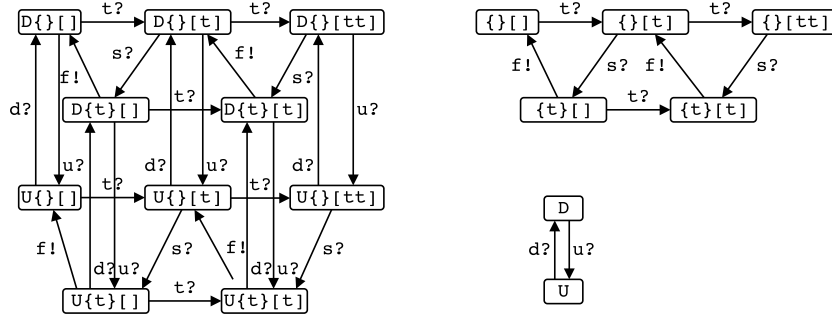 t? t? t? t?
D{}[] D{}[t] D{}[tt] {}[] {}[t] {}[tt]
s? f! s? f! s? f! s?
f!
D{t}[] t? D{t}[t] {t}[] t? {t}[t]
d? u?
u? d? u? d?
t? t?
U{}[] U{}[t] U{}[tt] D
f! s? f! s? d? u?
d? u? d? u?
t?
U{t}[] U{t}[t] U